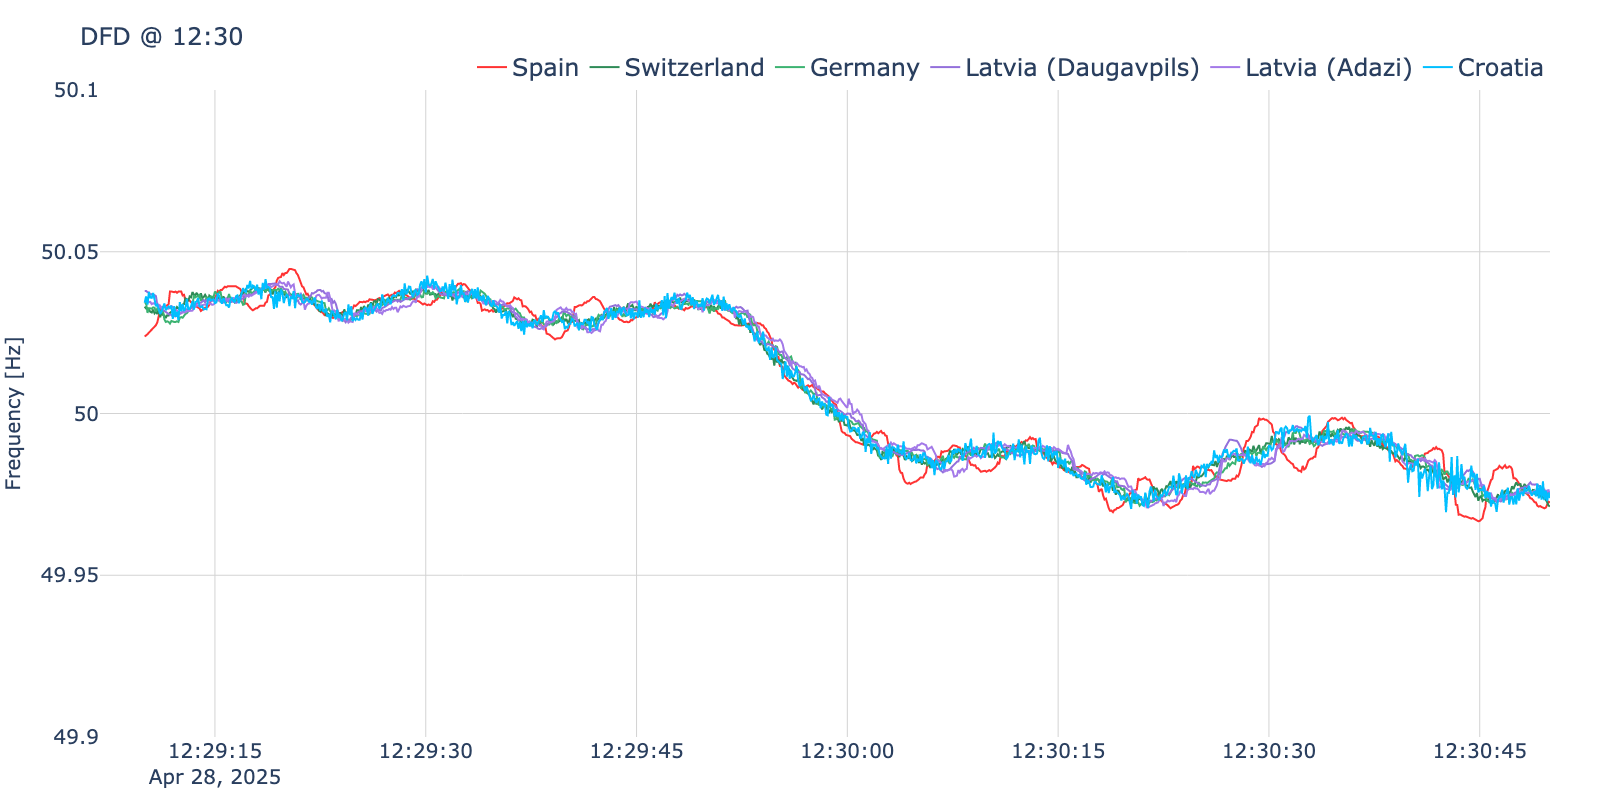 DFD @ 12:30
Spain Switzerland Germany Latvia (Daugavpils) Latvia (Adazi) Croatia
50.1
50.05
50
49.95
49.9
Frequency [Hz]
12:29:15 12:29:30 12:29:45 12:30:00 12:30:15 12:30:30 12:30:45
Apr 28, 2025